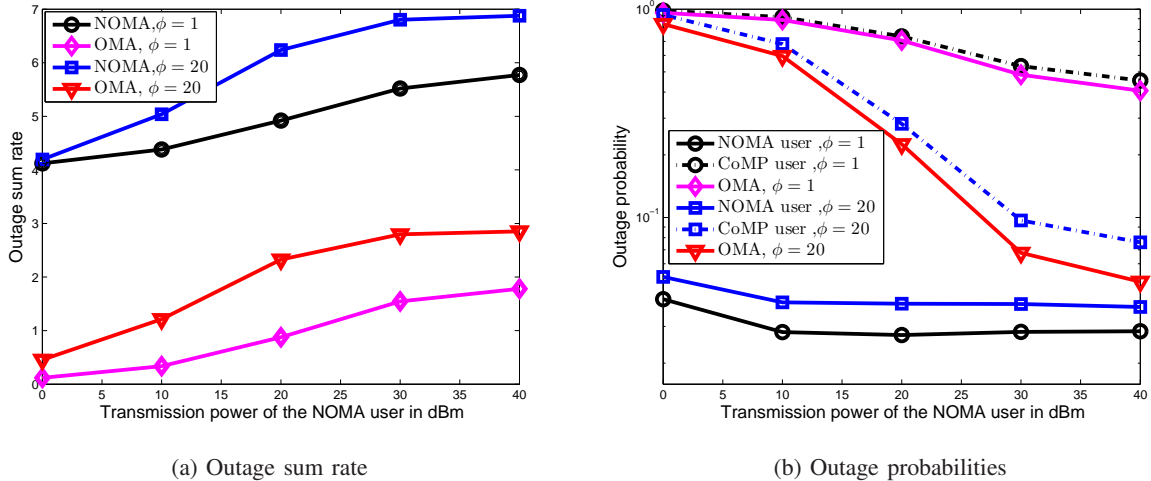 7
6
5
4
3
2
1
0
Outage sum rate
NOMA,ϕ = 1
OMA, ϕ = 1
NOMA,ϕ = 20
OMA, ϕ = 20
0 5 10 15 20 25 30 35 40
Transmission power of the NOMA user in dBm
(a) Outage sum rate
10^0
10^-1
Outage probability
NOMA user ,ϕ = 1
CoMP user ,ϕ = 1
OMA, ϕ = 1
NOMA user ,ϕ = 20
CoMP user ,ϕ = 20
OMA, ϕ = 20
0 5 10 15 20 25 30 35 40
Transmission power of the NOMA user in dBm
(b) Outage probabilities